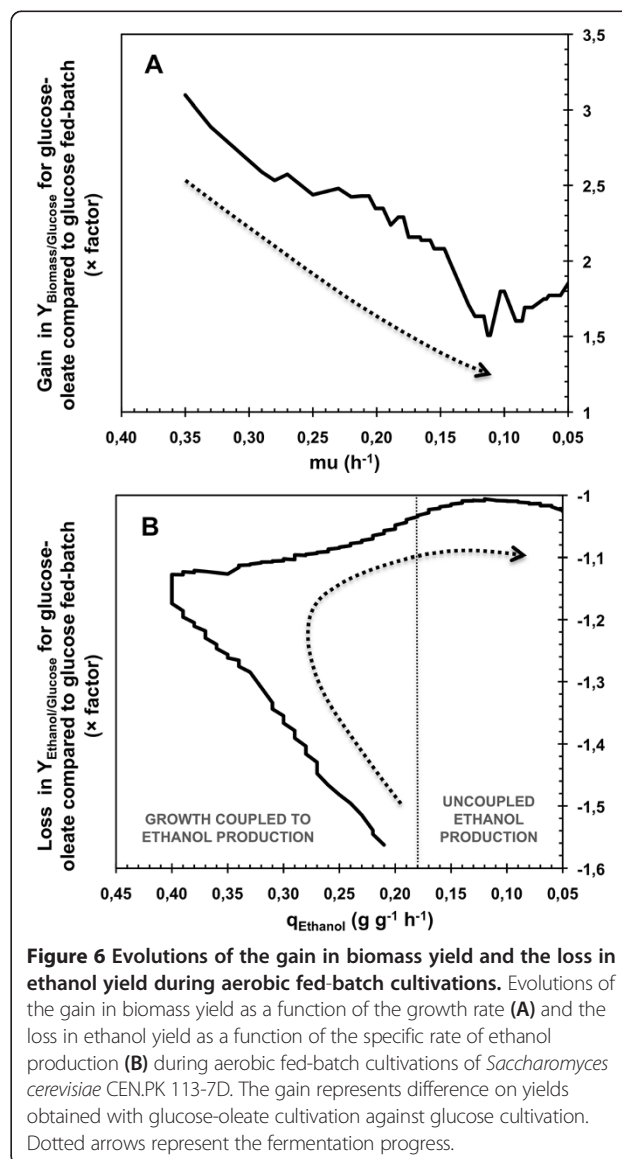 A
Gain in Y Biomass/Glucose for glucose-
oleate compared to glucose fed-batch
(× factor)
3,5
3
2,5
2
1,5
1
0,40 0,35 0,30 0,25 0,20 0,15 0,10 0,05
mu (h-1)
B
Loss in Y Ethanol/Glucose for glucose-
oleate compared to glucose fed-batch
(× factor)
-1
-1,1
-1,2
-1,3
-1,4
-1,5
-1,6
GROWTH COUPLED TO
ETHANOL PRODUCTION
UNCOUPLED
ETHANOL
PRODUCTION
0,45 0,40 0,35 0,30 0,25 0,20 0,15 0,10 0,05
qEthanol (g g-1 h-1)
Figure 6 Evolutions of the gain in biomass yield and the loss in
ethanol yield during aerobic fed-batch cultivations. Evolutions of
the gain in biomass yield as a function of the growth rate (A) and the
loss in ethanol yield as a function of the specific rate of ethanol
production (B) during aerobic fed-batch cultivations of Saccharomyces
cerevisiae CEN.PK 113-7D. The gain represents difference on yields
obtained with glucose-oleate cultivation against glucose cultivation.
Dotted arrows represent the fermentation progress.